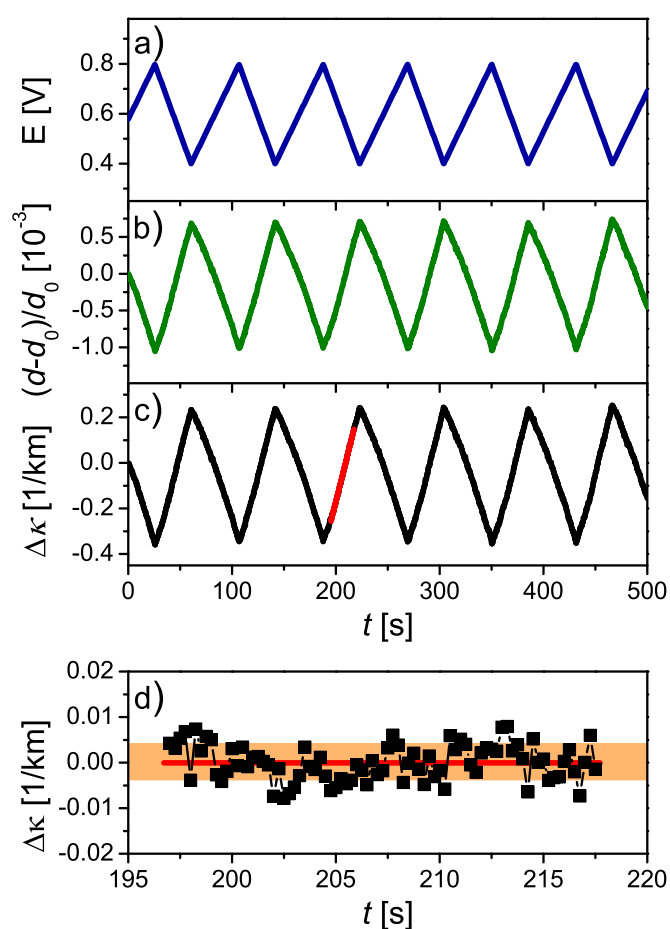 a)
E [V]
0.8
0.6
0.4
b)
(d-d₀)/d₀ [10⁻³]
0.5
0.0
-0.5
-1.0
c)
Δκ [1/km]
0.2
0.0
-0.2
-0.4
0 100 200 300 400 500
t [s]
d)
Δκ [1/km]
0.02
0.01
0.00
-0.01
-0.02
195 200 205 210 215 220
t [s]